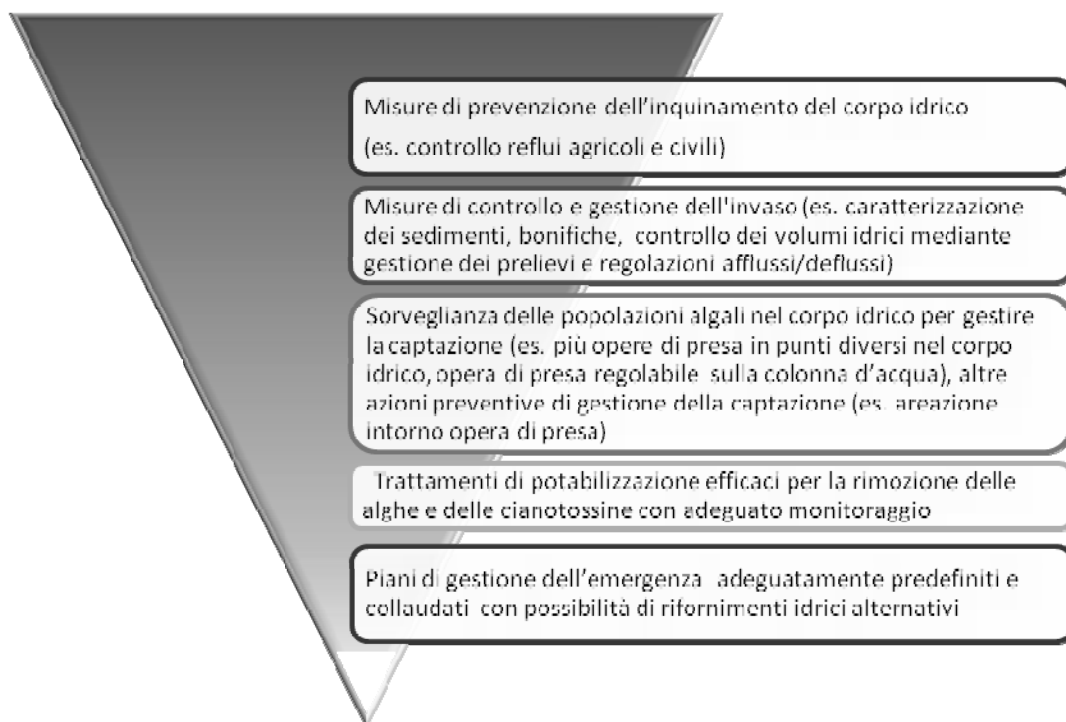 Misure di prevenzione dell'inquinamento del corpo idrico
(es. controllo reflui agricoli e civili)
Misure di controllo e gestione dell'invaso (es. caratterizzazione
dei sedimenti, bonifiche, controllo dei volumi idrici mediante
gestione dei prelievi e regolazioni afflussi/deflussi)
Sorveglianza delle popolazioni algali nel corpo idrico per gestire
la captazione (es. più opere di presa in punti diversi nel corpo
idrico, opera di presa regolabile sulla colonna d'acqua), altre
azioni preventive di gestione della captazione (es. areazione
intorno opera di presa)
Trattamenti di potabilizzazione efficaci per la rimozione delle
alghe e delle cianotossine con adeguato monitoraggio
Piani di gestione dell'emergenza adeguatamente predefiniti e
collaudati con possibilità di rifornimenti idrici alternativi